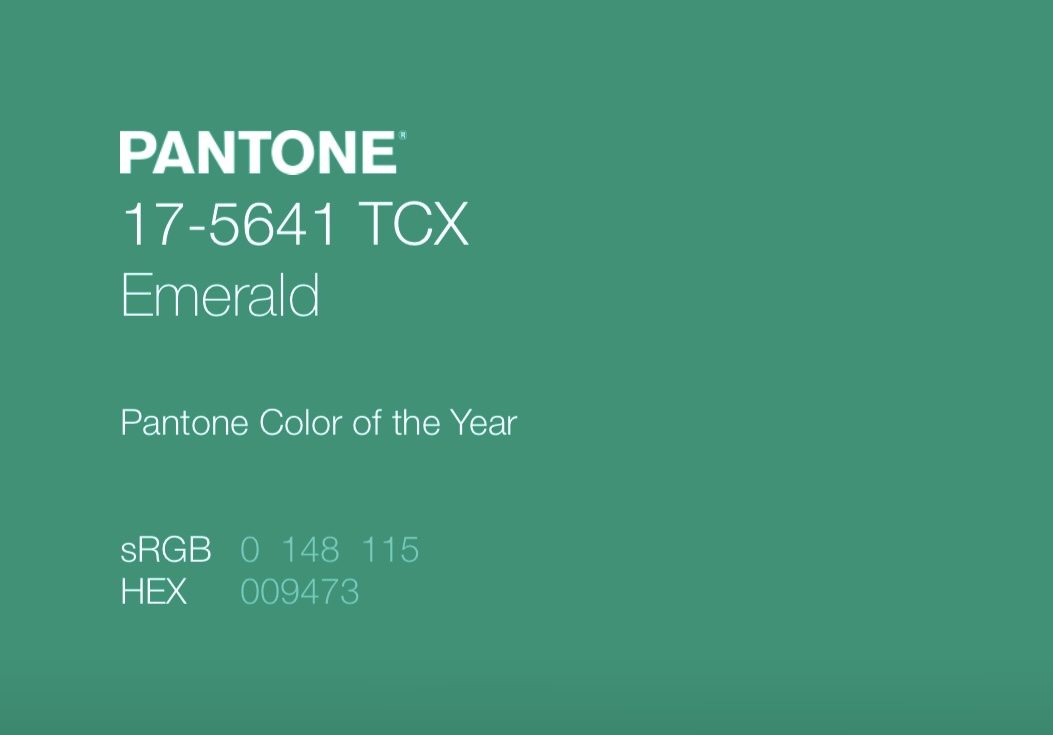 PANTONE®
17-5641 TCX
Emerald
Pantone Color of the Year
sRGB 0 148 115
HEX 009473